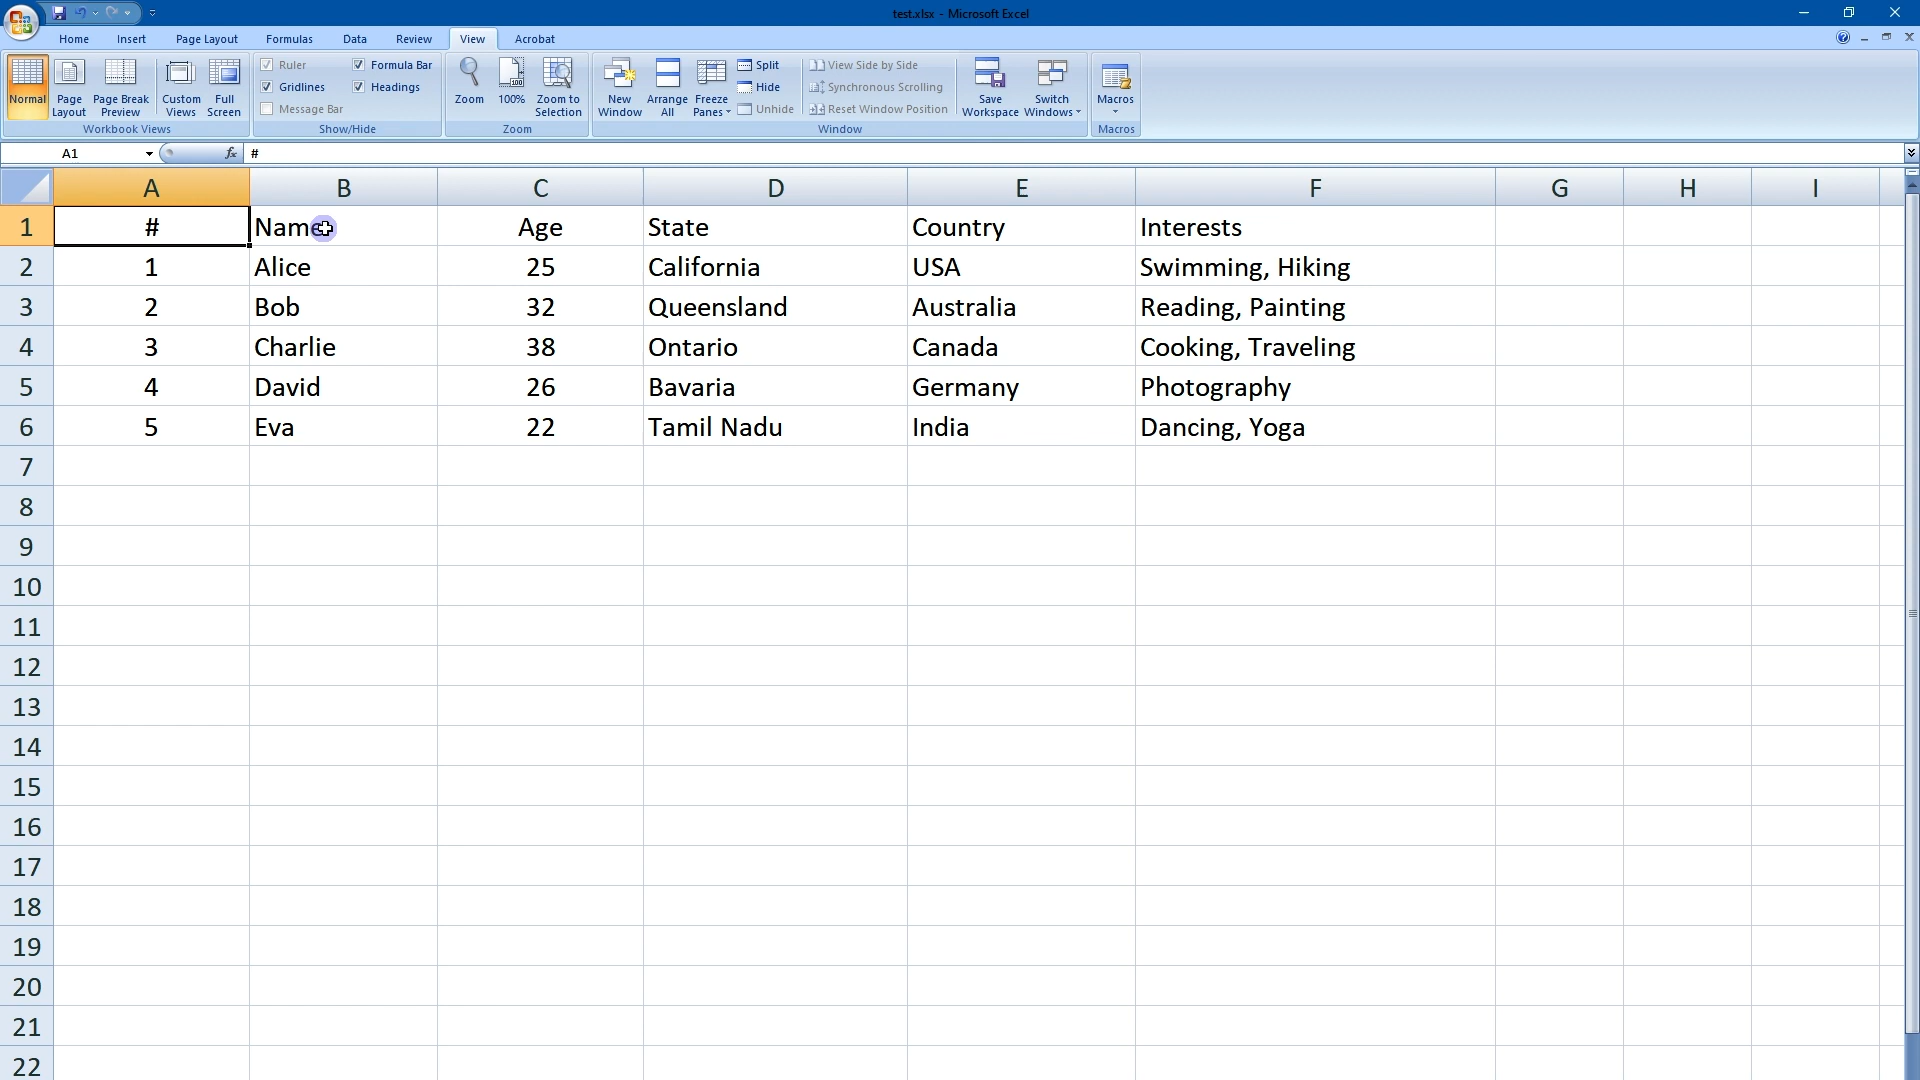 test.xlsx - Microsoft Excel
Home Insert Page Layout Formulas Data Review View Acrobat
Normal Page Layout Page Break Preview Custom Views Full Screen
Workbook Views
Ruler Formula Bar
Gridlines Headings
Message Bar
Show/Hide
Zoom 100% Zoom to Selection
Zoom
New Window Arrange All Freeze Panes
Split
Hide
Unhide
View Side by Side
Synchronous Scrolling
Reset Window Position
Window
Save Workspace Switch Windows
Macros
Macros
A1 fx #
A B C D E F G H I
1 # Name Age State Country Interests
2 1 Alice 25 California USA Swimming, Hiking
3 2 Bob 32 Queensland Australia Reading, Painting
4 3 Charlie 38 Ontario Canada Cooking, Traveling
5 4 David 26 Bavaria Germany Photography
6 5 Eva 22 Tamil Nadu India Dancing, Yoga
7
8
9
10
11
12
13
14
15
16
17
18
19
20
21
22